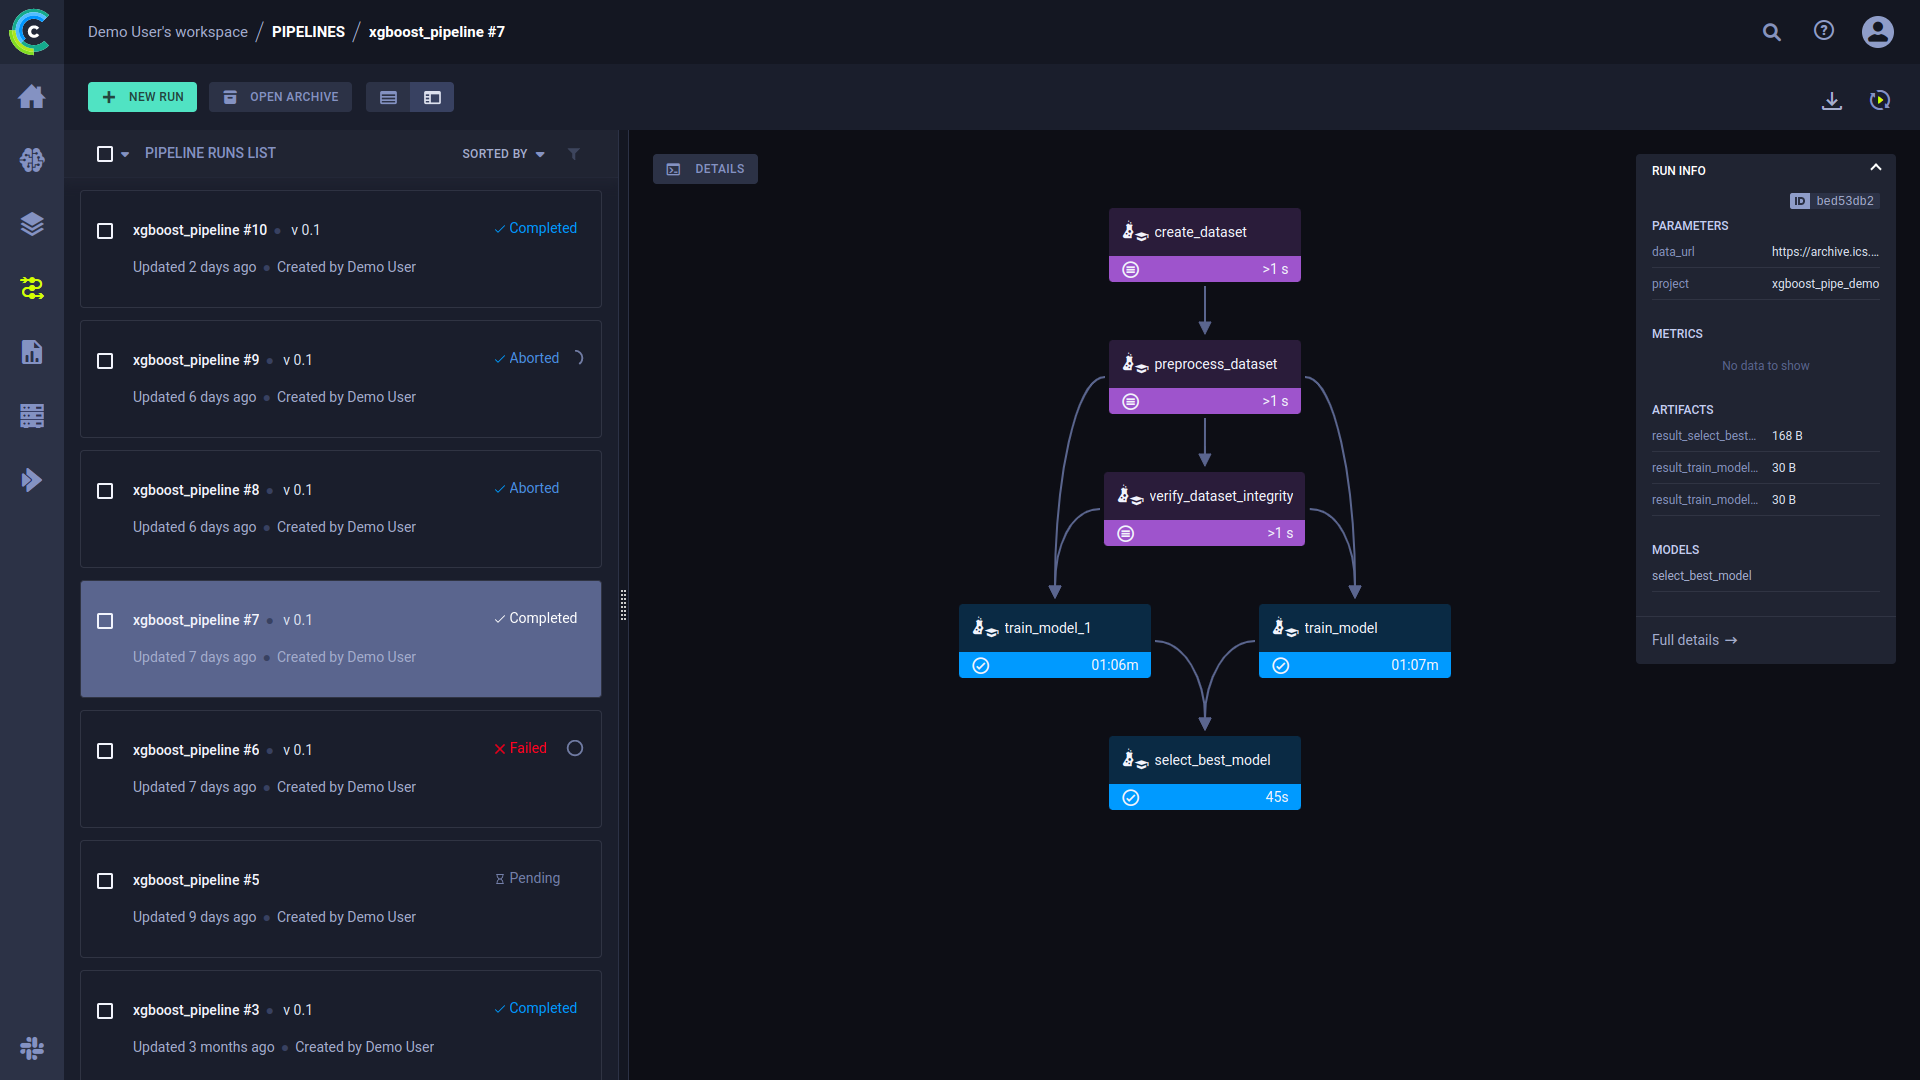 Demo User's workspace / PIPELINES / xgboost_pipeline #7
NEW RUN
OPEN ARCHIVE
PIPELINE RUNS LIST
SORTED BY
xgboost_pipeline #10 • v 0.1
Completed
Updated 2 days ago • Created by Demo User
xgboost_pipeline #9 • v 0.1
Aborted
Updated 6 days ago • Created by Demo User
xgboost_pipeline #8 • v 0.1
Aborted
Updated 6 days ago • Created by Demo User
xgboost_pipeline #7 • v 0.1
Completed
Updated 7 days ago • Created by Demo User
xgboost_pipeline #6 • v 0.1
Failed
Updated 7 days ago • Created by Demo User
xgboost_pipeline #5
Pending
Updated 9 days ago • Created by Demo User
xgboost_pipeline #3 • v 0.1
Completed
Updated 3 months ago • Created by Demo User
DETAILS
create_dataset
>1 s
preprocess_dataset
>1 s
verify_dataset_integrity
>1 s
train_model_1
01:06m
train_model
01:07m
select_best_model
45s
RUN INFO
ID bed53db2
PARAMETERS
data_url https://archive.ics....
project xgboost_pipe_demo
METRICS
No data to show
ARTIFACTS
result_select_best... 168 B
result_train_model... 30 B
result_train_model... 30 B
MODELS
select_best_model
Full details →